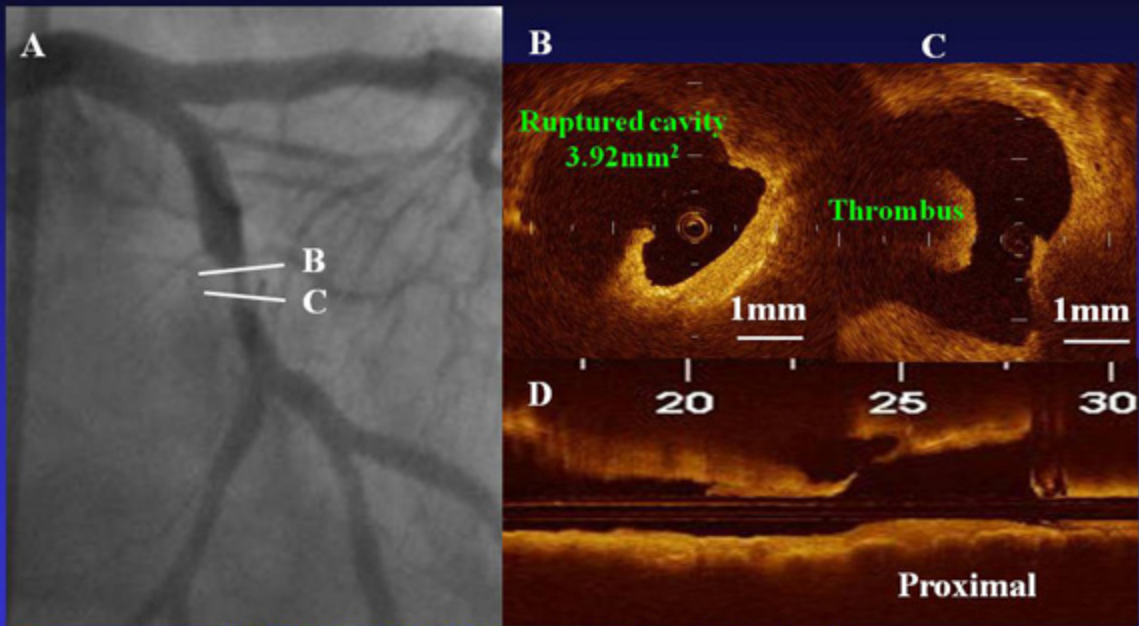 A
B
C
B
C
Ruptured cavity
3.92mm²
Thrombus
1mm
1mm
D
20 25 30
Proximal